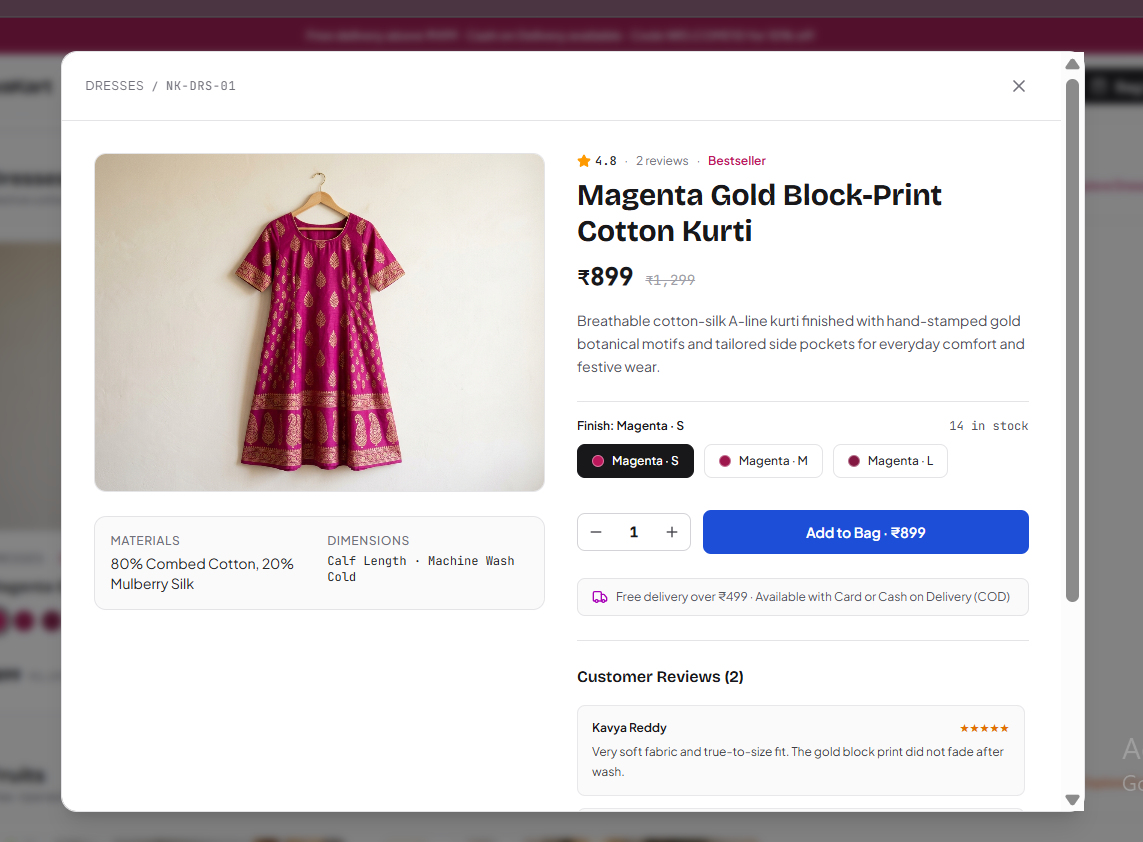 DRESSES / NK-DRS-01
4.8 · 2 reviews · Bestseller
Magenta Gold Block-Print
Cotton Kurti
₹899 ₹1,299
Breathable cotton-silk A-line kurti finished with hand-stamped gold
botanical motifs and tailored side pockets for everyday comfort and
festive wear.
Finish: Magenta · S
14 in stock
Magenta · S
Magenta · M
Magenta · L
1
Add to Bag · ₹899
Free delivery over ₹499 · Available with Card or Cash on Delivery (COD)
MATERIALS
80% Combed Cotton, 20%
Mulberry Silk
DIMENSIONS
Calf Length · Machine Wash
Cold
Customer Reviews (2)
Kavya Reddy ★★★★★
Very soft fabric and true-to-size fit. The gold block print did not fade after
wash.